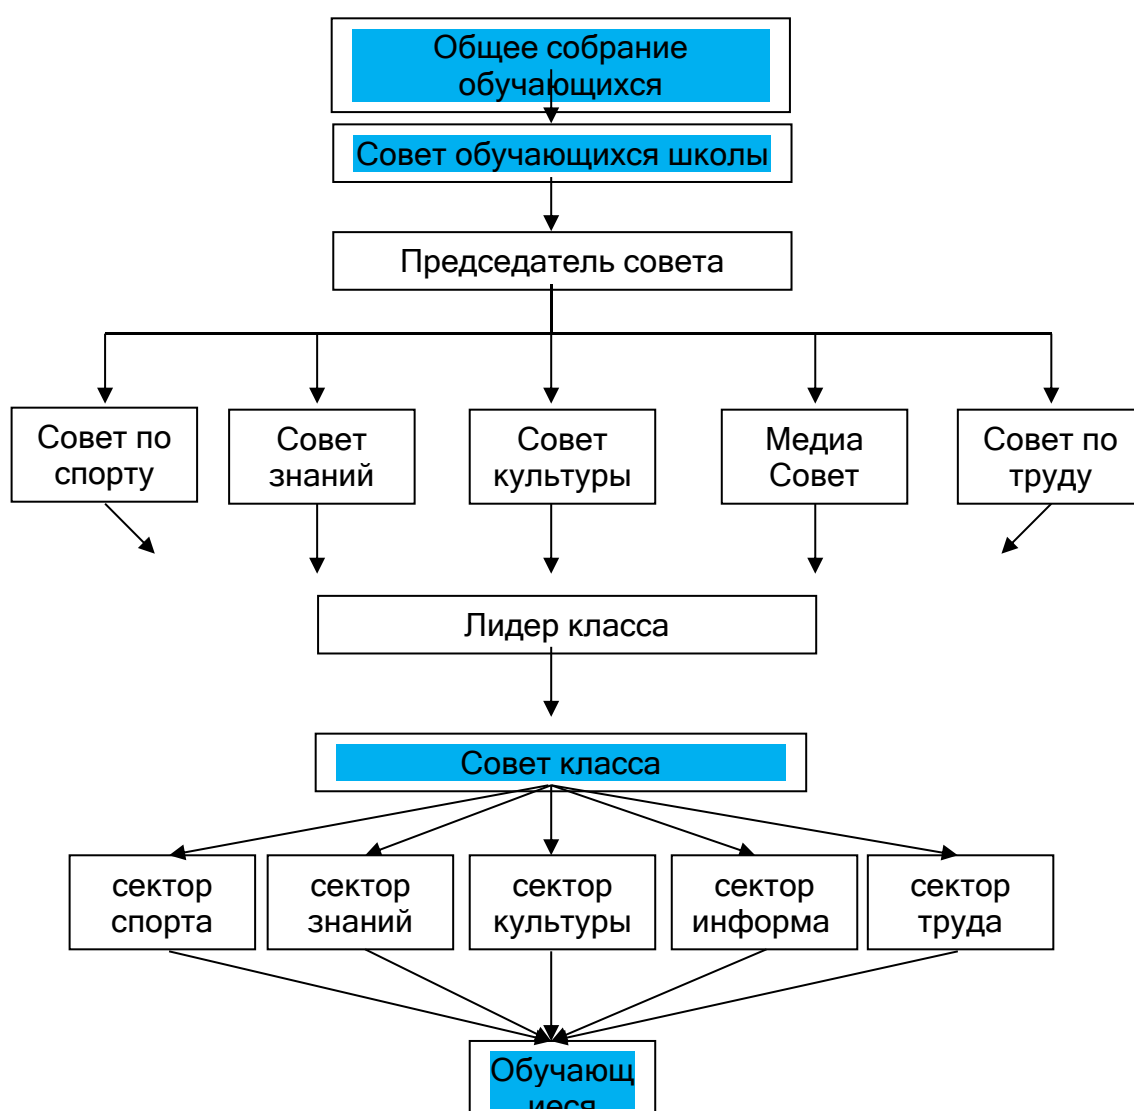 Общее собрание
обучающихся
Совет обучающихся школы
Председатель совета
Совет по
спорту
Совет
знаний
Совет
культуры
Медиа
Совет
Совет по
труду
Лидер класса
Совет класса
сектор
спорта
сектор
знаний
сектор
культуры
сектор
информа
сектор
труда
Обучающ
иеся